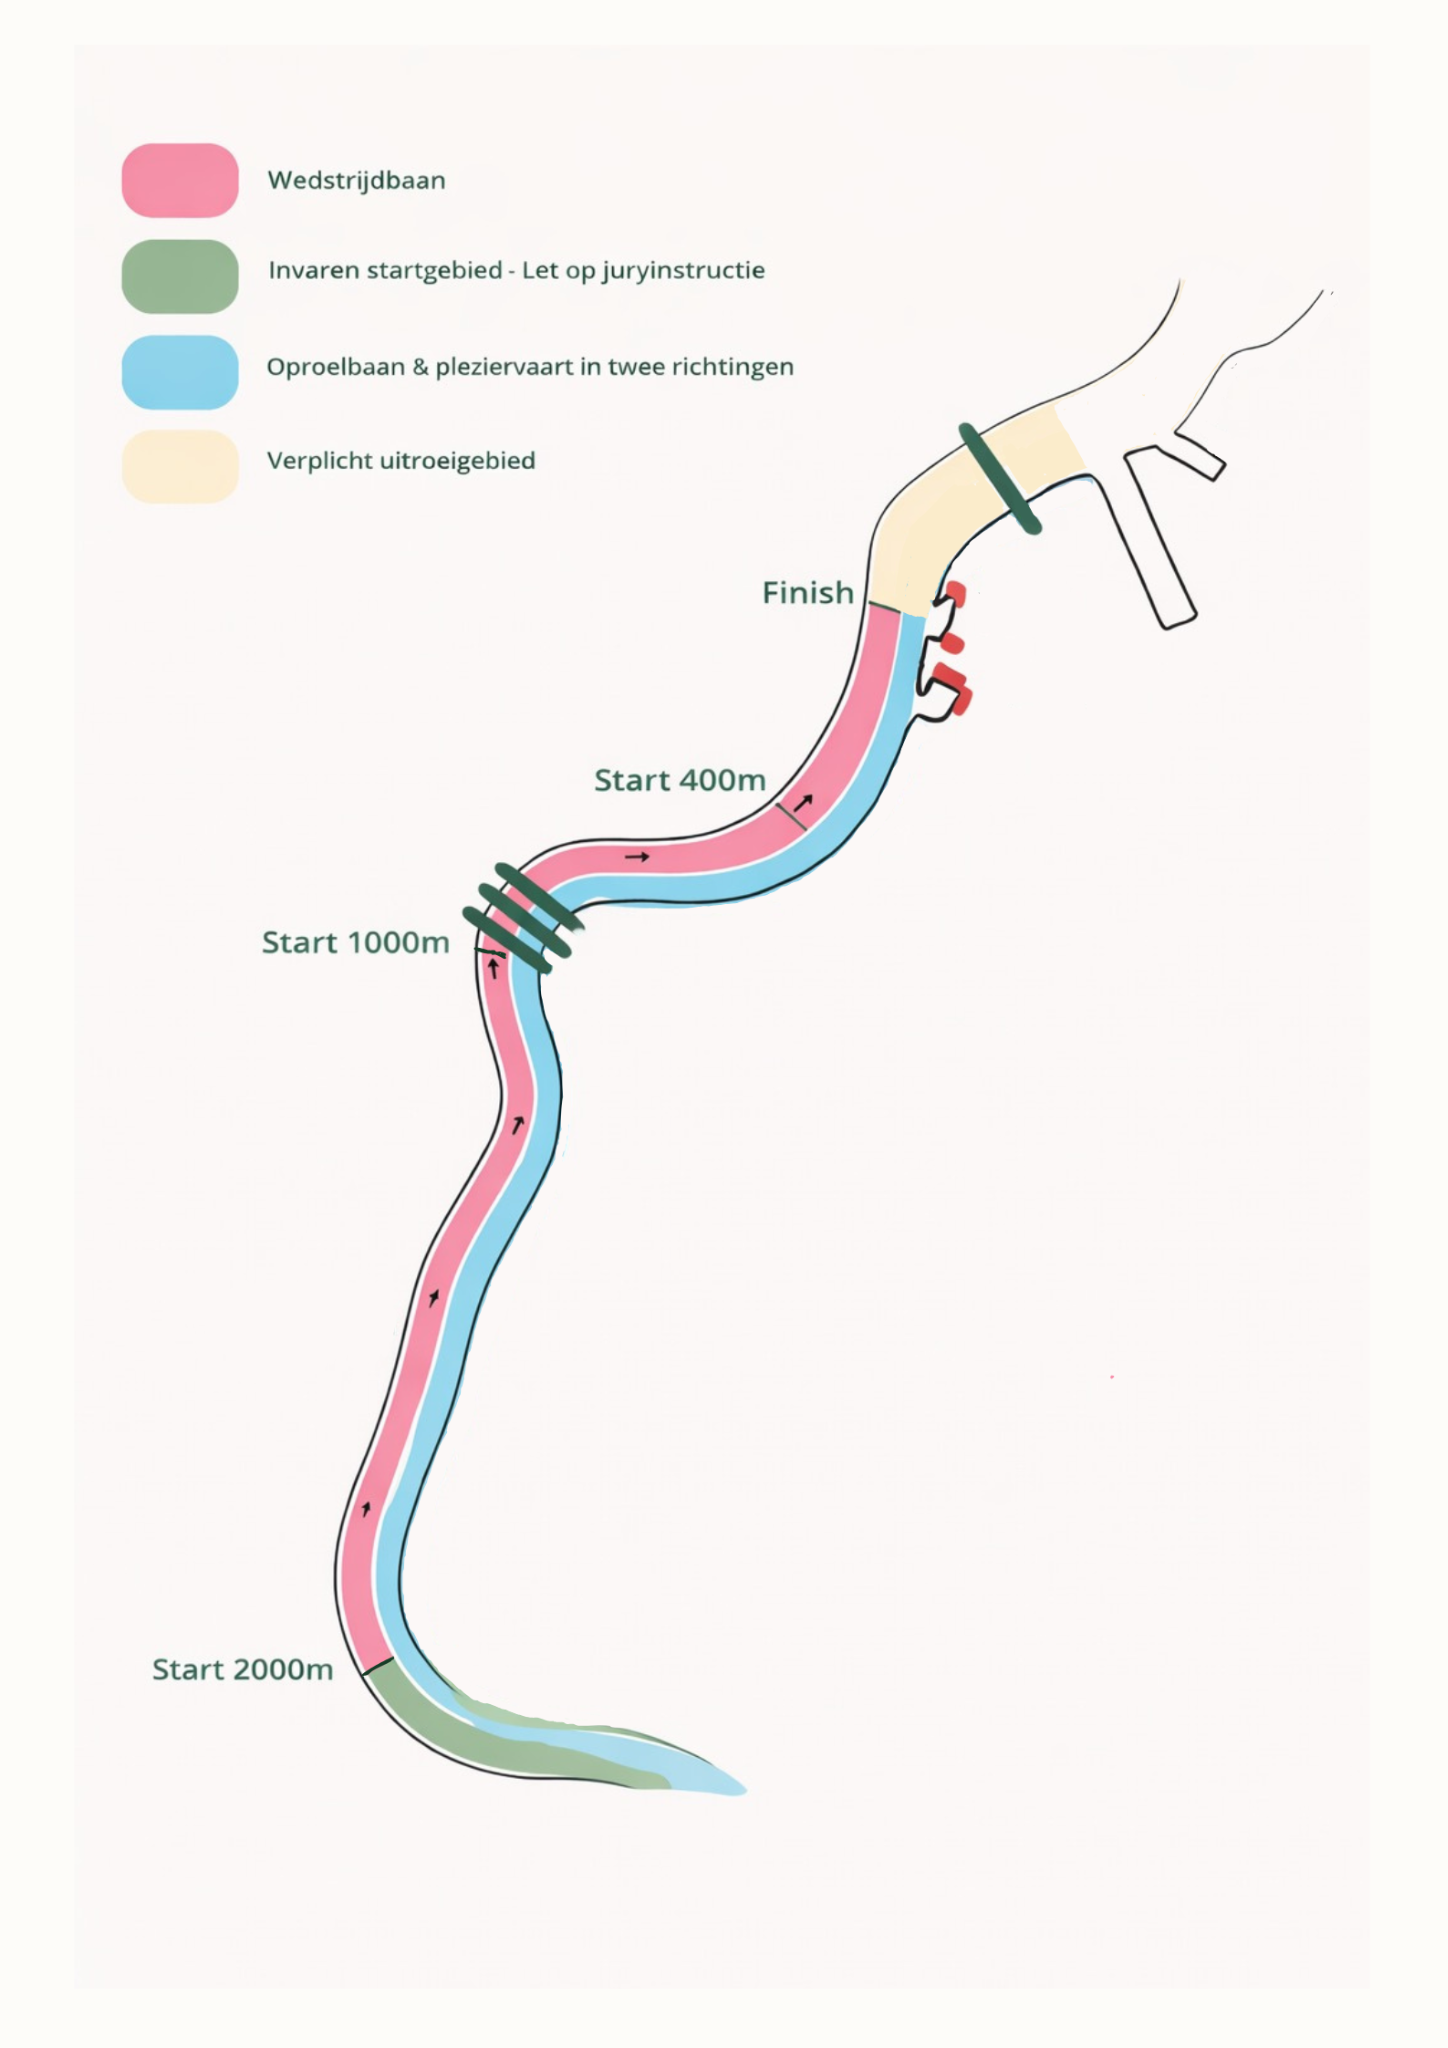 Wedstrijdbaan
Invaren startgebied - Let op juryinstructie
Oproelbaan & pleziervaart in twee richtingen
Verplicht uitroeigebied
Finish
Start 400m
Start 1000m
Start 2000m